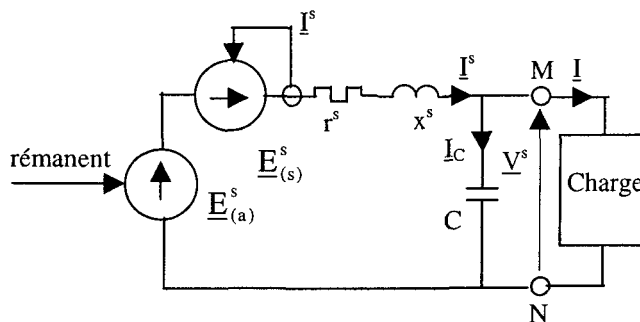 I^s
I^s
M
I
r^s
x^s
rémanent
E^s_(s)
I_C
V^s
Charge
E^s_(a)
C
N